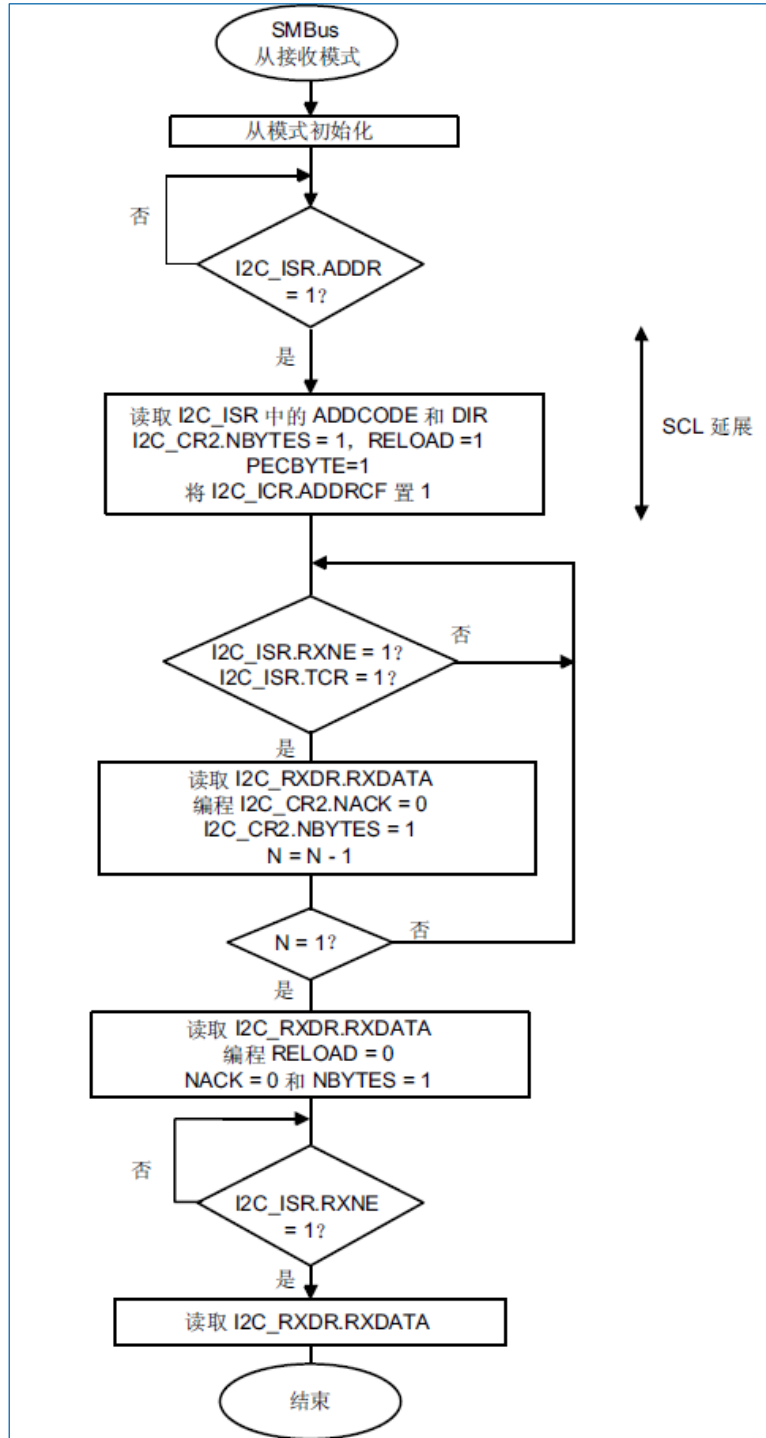 SMBus
从接收模式
从模式初始化
否
I2C_ISR.ADDR
= 1?
是
读取 I2C_ISR 中的 ADDCODE 和 DIR
I2C_CR2.NBYTES = 1，RELOAD =1
PECBYTE=1
将 I2C_ICR.ADDRCF 置 1
SCL 延展
I2C_ISR.RXNE = 1?
I2C_ISR.TCR = 1?
否
是
读取 I2C_RXDR.RXDATA
编程 I2C_CR2.NACK = 0
I2C_CR2.NBYTES = 1
N = N - 1
N = 1?
否
是
读取 I2C_RXDR.RXDATA
编程 RELOAD = 0
NACK = 0 和 NBYTES = 1
否
I2C_ISR.RXNE
= 1?
是
读取 I2C_RXDR.RXDATA
结束